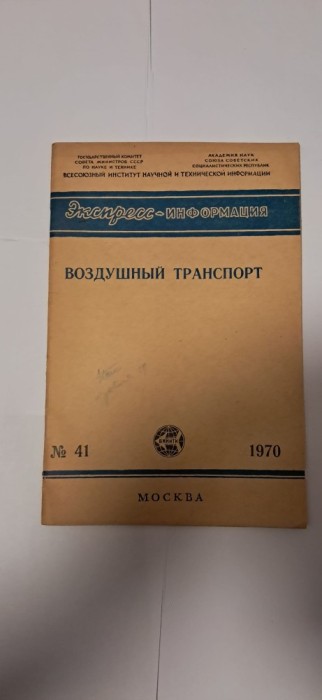 ГОСУДАРСТВЕННЫЙ КОМИТЕТ
СОВЕТА МИНИСТРОВ СССР
ПО НАУКЕ И ТЕХНИКЕ
АКАДЕМИЯ НАУК
СОЮЗА СОВЕТСКИХ
СОЦИАЛИСТИЧЕСКИХ РЕСПУБЛИК
ВСЕСОЮЗНЫЙ ИНСТИТУТ НАУЧНОЙ И ТЕХНИЧЕСКОЙ ИНФОРМАЦИИ
Экспресс-ИНФОРМАЦИЯ
ВОЗДУШНЫЙ ТРАНСПОРТ
ВИНИТИ
№ 41
1970
МОСКВА